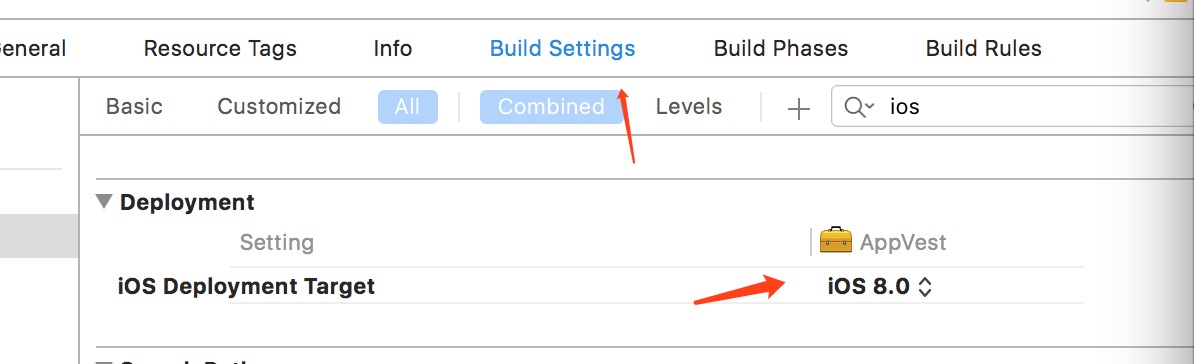 eneral Resource Tags Info Build Settings Build Phases Build Rules
Basic Customized All Combined Levels + ios
Deployment
Setting AppVest
iOS Deployment Target iOS 8.0